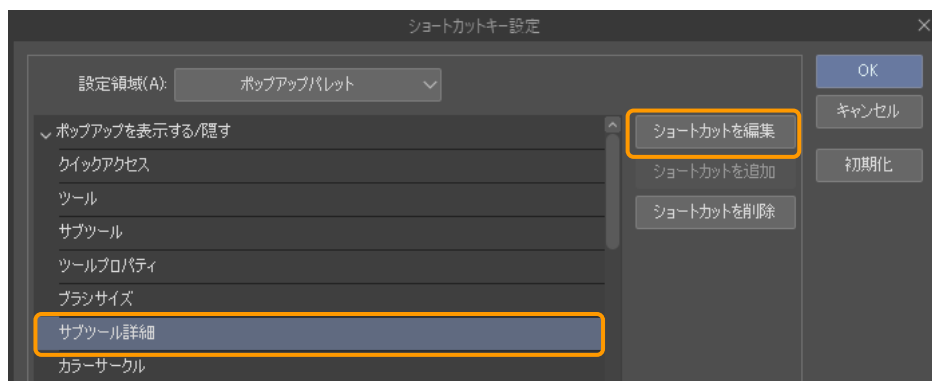 ショートカットキー設定
設定領域(A): ポップアップパレット
OK
キャンセル
初期化
ポップアップを表示する/隠す
クイックアクセス
ツール
サブツール
ツールプロパティ
ブラシサイズ
サブツール詳細
カラーサークル
ショートカットを編集
ショートカットを追加
ショートカットを削除